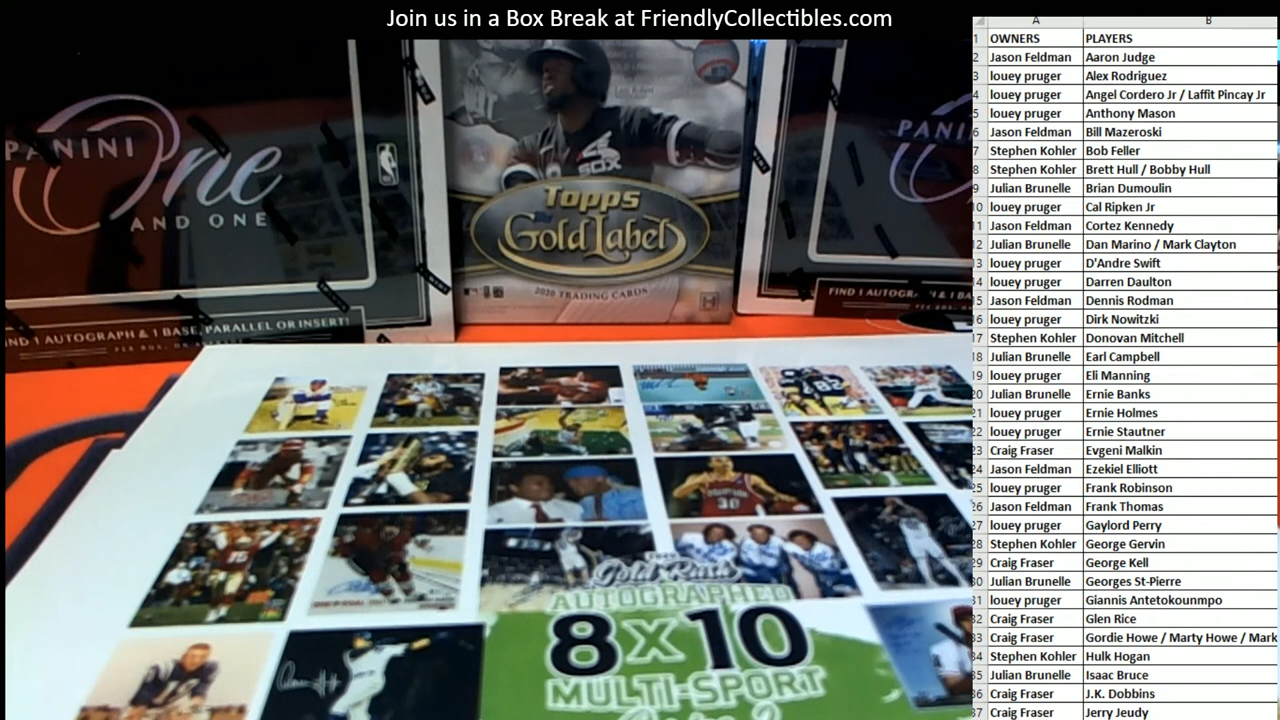 Join us in a Box Break at FriendlyCollectibles.com
PANINI
One
AND ONE
AUTOGRAPH & 1 BASE, PARALLEL OR INSERT!
PER BOX, ON
SOX
Topps
Gold Label
2020 TRADING CARDS
PANI
FIND 1 AUTOGR
Gold Rush
AUTOGRAPHED
8x10
MULTI-SPORT
30
82
A B
1 OWNERS PLAYERS
2 Jason Feldman Aaron Judge
3 louey pruger Alex Rodriguez
4 louey pruger Angel Cordero Jr / Laffit Pincay Jr
5 louey pruger Anthony Mason
6 Jason Feldman Bill Mazeroski
7 Stephen Kohler Bob Feller
8 Stephen Kohler Brett Hull / Bobby Hull
9 Julian Brunelle Brian Dumoulin
10 louey pruger Cal Ripken Jr
11 Jason Feldman Cortez Kennedy
12 Julian Brunelle Dan Marino / Mark Clayton
13 louey pruger D'Andre Swift
14 louey pruger Darren Daulton
15 Jason Feldman Dennis Rodman
16 louey pruger Dirk Nowitzki
17 Stephen Kohler Donovan Mitchell
18 Julian Brunelle Earl Campbell
19 louey pruger Eli Manning
20 Julian Brunelle Ernie Banks
21 louey pruger Ernie Holmes
22 louey pruger Ernie Stautner
23 Craig Fraser Evgeni Malkin
24 Jason Feldman Ezekiel Elliott
25 louey pruger Frank Robinson
26 Jason Feldman Frank Thomas
27 louey pruger Gaylord Perry
28 Stephen Kohler George Gervin
29 Craig Fraser George Kell
30 Julian Brunelle Georges St-Pierre
31 louey pruger Giannis Antetokounmpo
32 Craig Fraser Glen Rice
33 Craig Fraser Gordie Howe / Marty Howe / Mark
34 Stephen Kohler Hulk Hogan
35 Julian Brunelle Isaac Bruce
36 Craig Fraser J.K. Dobbins
37 Craig Fraser Jerry Jeudy